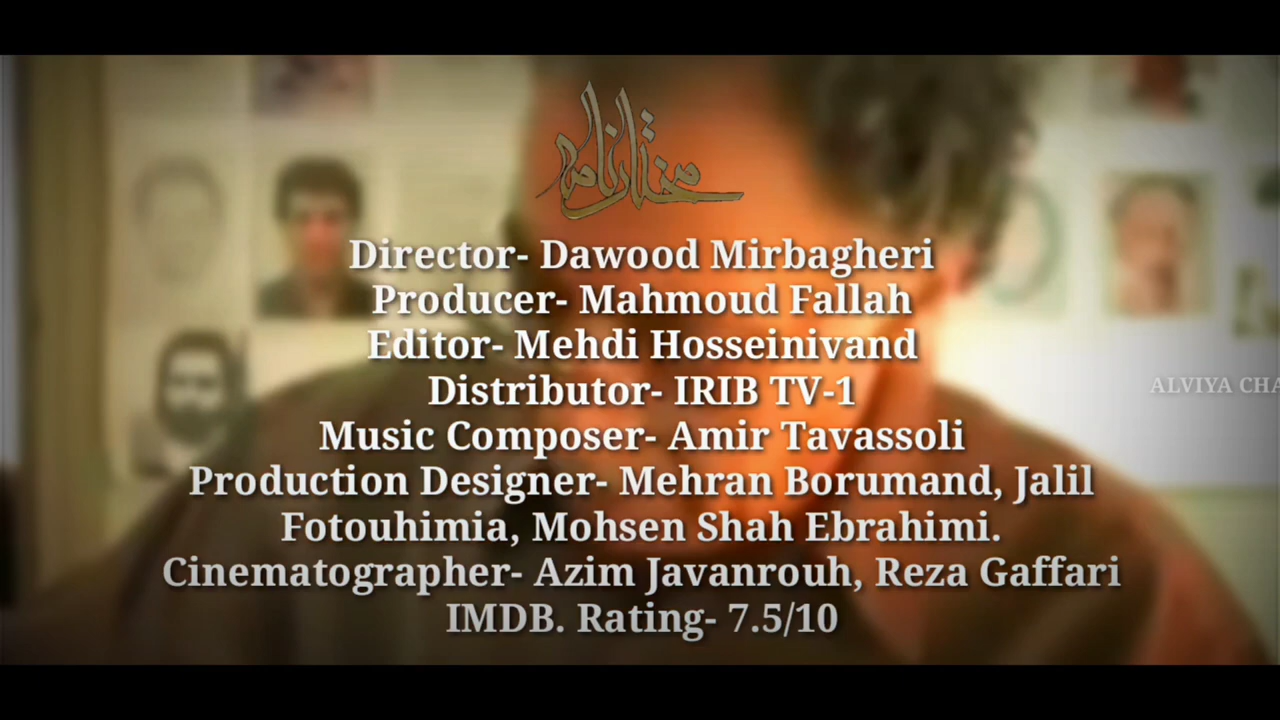 مختارنامه
Director- Dawood Mirbagheri
Producer- Mahmoud Fallah
Editor- Mehdi Hosseinivand
Distributor- IRIB TV-1
ALVIYA CHA
Music Composer- Amir Tavassoli
Production Designer- Mehran Borumand, Jalil
Fotouhimia, Mohsen Shah Ebrahimi.
Cinematographer- Azim Javanrouh, Reza Gaffari
IMDB. Rating- 7.5/10